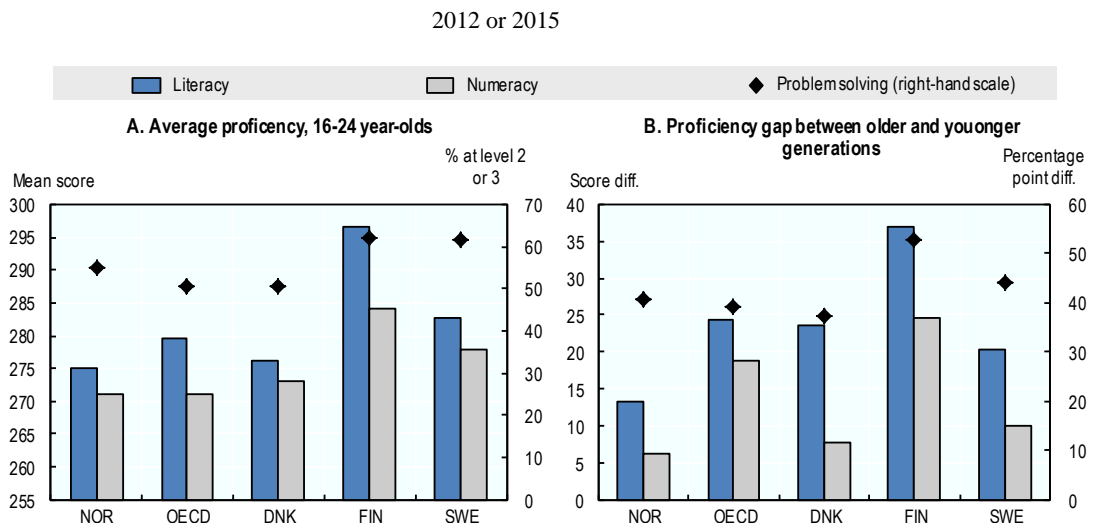 2012 or 2015
Literacy
Numeracy
Problem solving (right-hand scale)
A. Average proficency, 16-24 year-olds
B. Proficiency gap between older and youonger
generations
Mean score
% at level 2
or 3
Score diff.
Percentage
point diff.
300
295
290
285
280
275
270
265
260
255
70
60
50
40
30
20
10
0
NOR
OECD
DNK
FIN
SWE
40
35
30
25
20
15
10
5
0
60
50
40
30
20
10
0
NOR
OECD
DNK
FIN
SWE